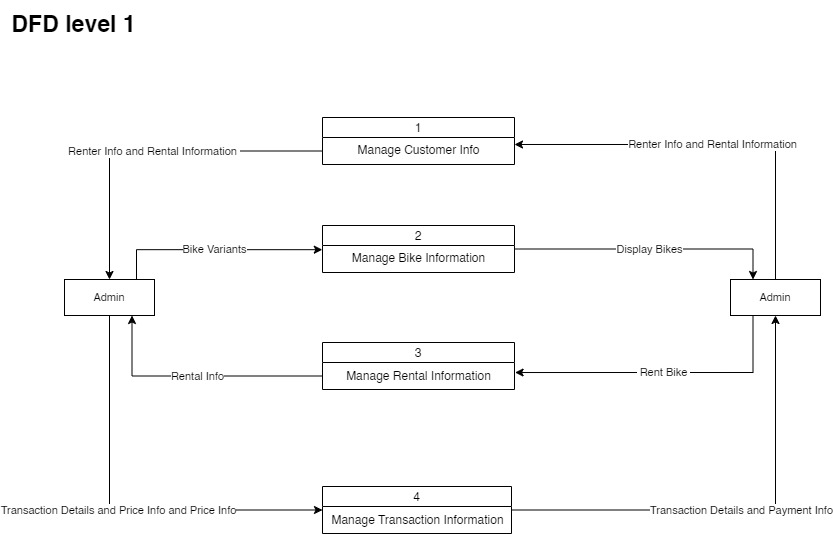 DFD level 1
1
Manage Customer Info
Renter Info and Rental Information
Renter Info and Rental Information
2
Manage Bike Information
Bike Variants
Display Bikes
Admin
Admin
3
Manage Rental Information
Rental Info
Rent Bike
4
Manage Transaction Information
Transaction Details and Price Info and Price Info
Transaction Details and Payment Info